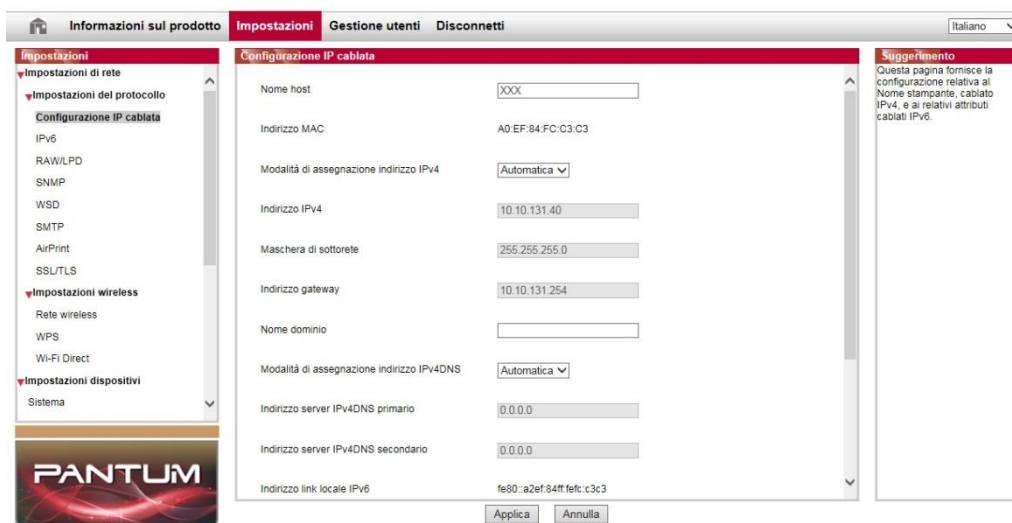 Informazioni sul prodotto Impostazioni Gestione utenti Disconnetti Italiano
Impostazioni
Impostazioni di rete
Impostazioni del protocollo
Configurazione IP cablata
IPv6
RAW/LPD
SNMP
WSD
SMTP
AirPrint
SSL/TLS
Impostazioni wireless
Rete wireless
WPS
Wi-Fi Direct
Impostazioni dispositivi
Sistema
PANTUM
Configurazione IP cablata
Nome host XXX
Indirizzo MAC A0:EF:84:FC:C3:C3
Modalità di assegnazione indirizzo IPv4 Automatica
Indirizzo IPv4 10.10.131.40
Maschera di sottorete 255.255.255.0
Indirizzo gateway 10.10.131.254
Nome dominio
Modalità di assegnazione indirizzo IPv4DNS Automatica
Indirizzo server IPv4DNS primario 0.0.0.0
Indirizzo server IPv4DNS secondario 0.0.0.0
Indirizzo link locale IPv6 fe80::a2ef:84ff:fefc:c3c3
Applica Annulla
Suggerimento
Questa pagina fornisce la
configurazione relativa al
Nome stampante, cablato
IPv4, e ai relativi attributi
cablati IPv6.